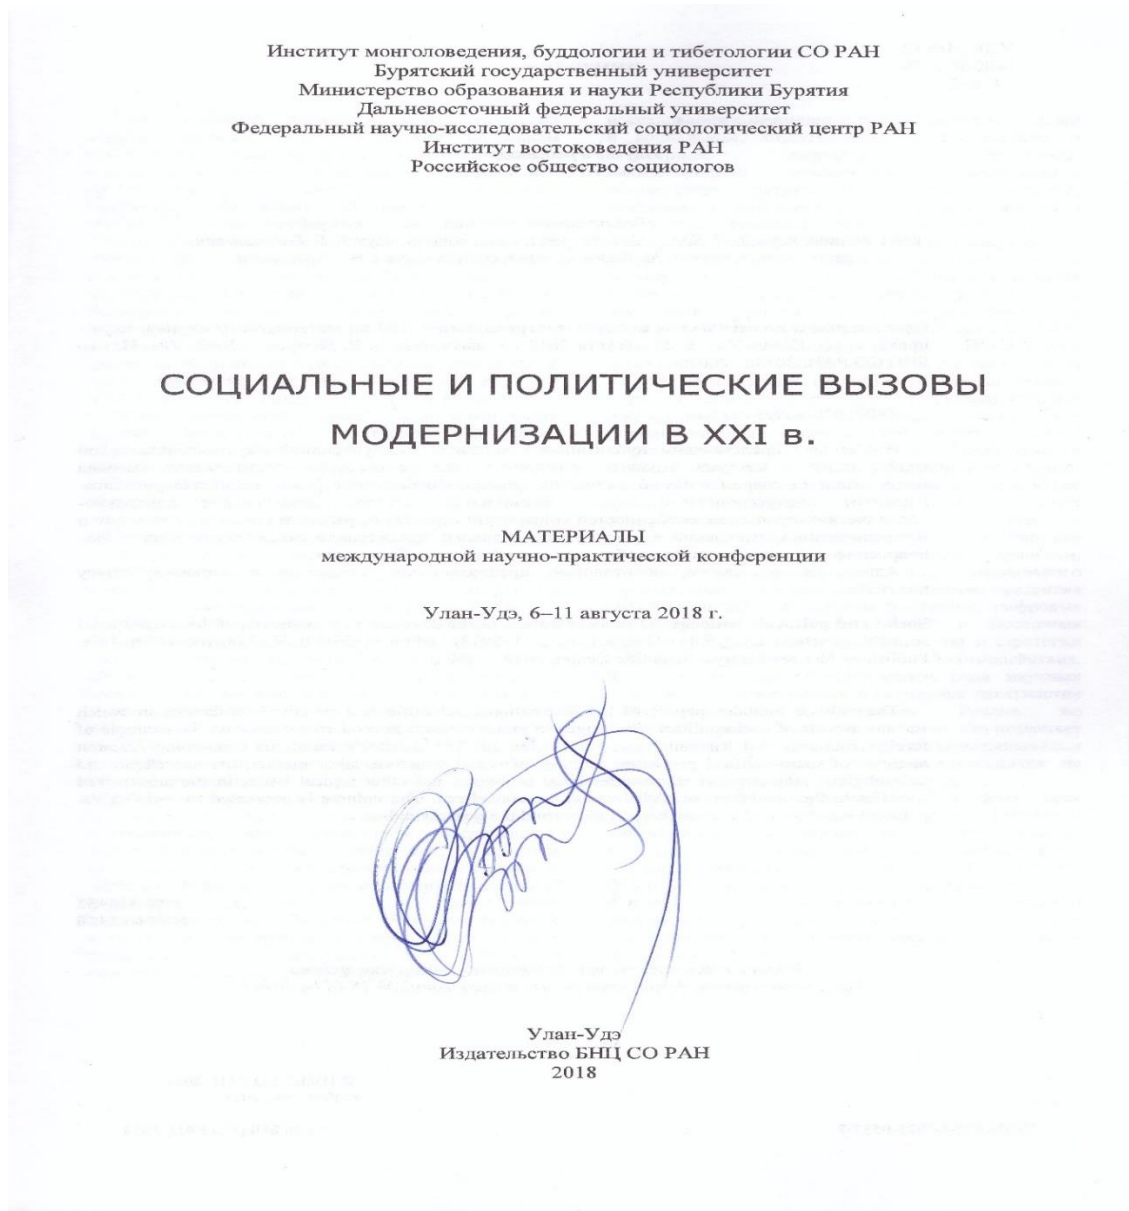 Институт монголоведения, буддологии и тибетологии СО РАН
Бурятский государственный университет
Министерство образования и науки Республики Бурятия
Дальневосточный федеральный университет
Федеральный научно-исследовательский социологический центр РАН
Институт востоковедения РАН
Российское общество социологов
СОЦИАЛЬНЫЕ И ПОЛИТИЧЕСКИЕ ВЫЗОВЫ
МОДЕРНИЗАЦИИ В XXI в.
МАТЕРИАЛЫ
международной научно-практической конференции
Улан-Удэ, 6–11 августа 2018 г.
Улан-Удэ
Издательство БНЦ СО РАН
2018